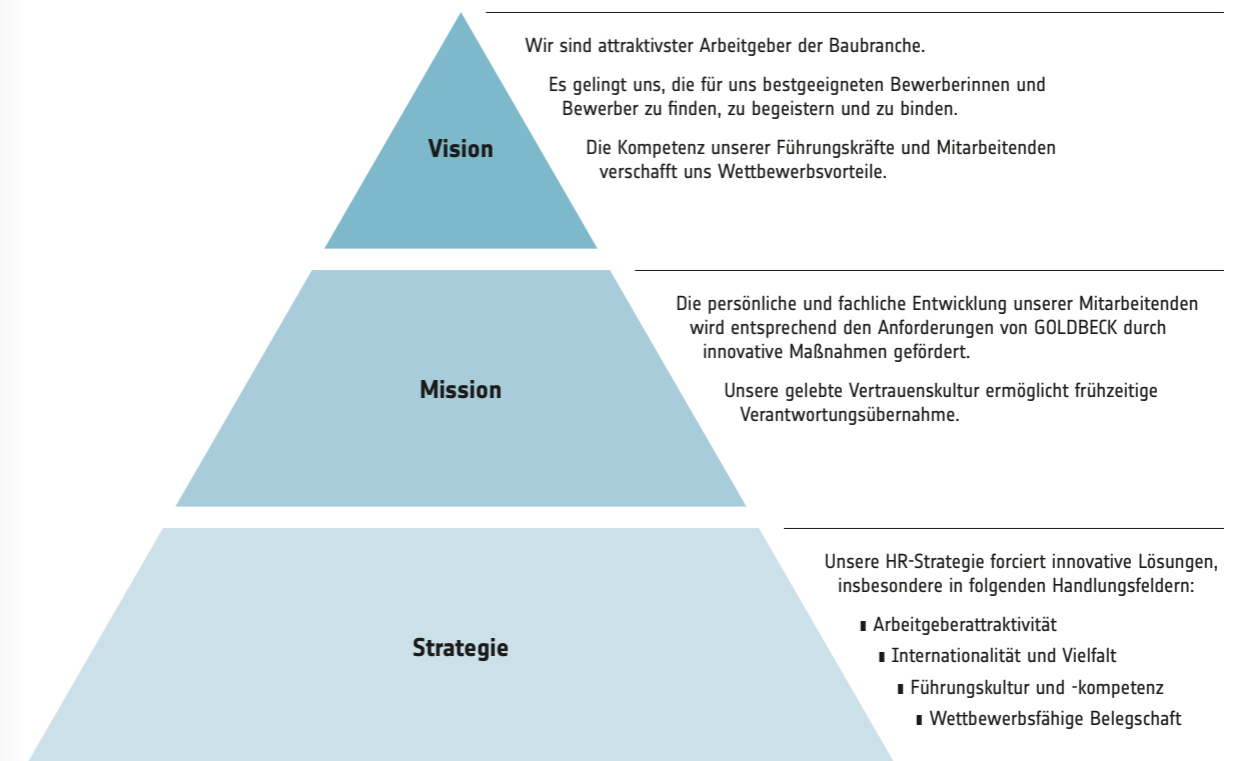 Wir sind attraktivster Arbeitgeber der Baubranche.
Es gelingt uns, die für uns bestgeeigneten Bewerberinnen und
Bewerber zu finden, zu begeistern und zu binden.
Vision
Die Kompetenz unserer Führungskräfte und Mitarbeitenden
verschafft uns Wettbewerbsvorteile.
Die persönliche und fachliche Entwicklung unserer Mitarbeitenden
wird entsprechend den Anforderungen von GOLDBECK durch
innovative Maßnahmen gefördert.
Mission
Unsere gelebte Vertrauenskultur ermöglicht frühzeitige
Verantwortungsübernahme.
Unsere HR-Strategie forciert innovative Lösungen,
insbesondere in folgenden Handlungsfeldern:
Arbeitgeberattraktivität
Strategie
Internationalität und Vielfalt
Führungskultur und -kompetenz
Wettbewerbsfähige Belegschaft